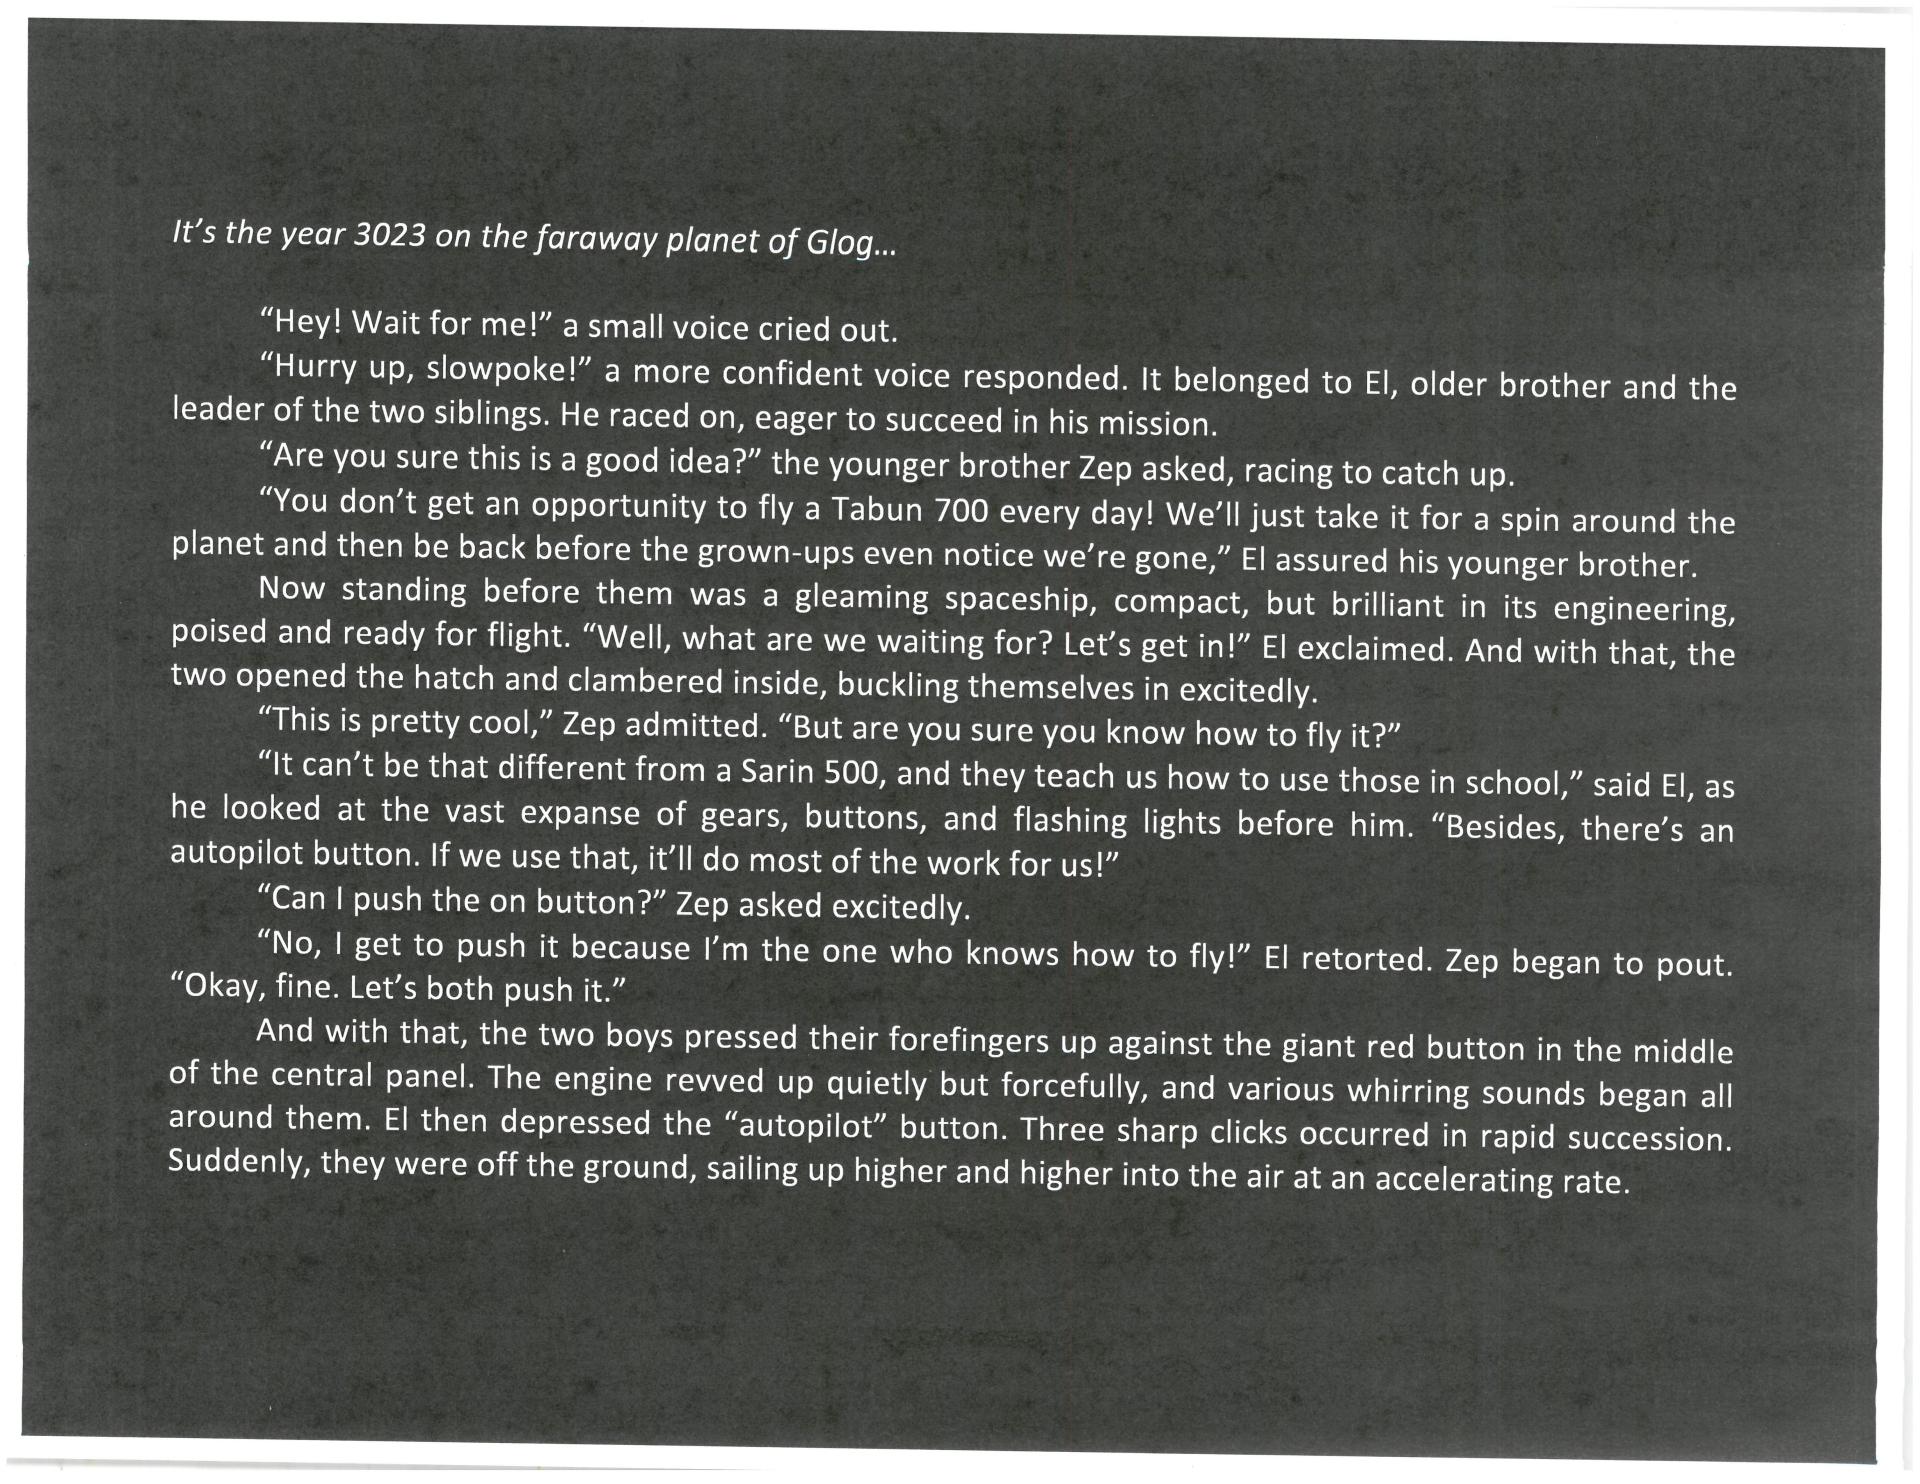 It’s the year 3023 on the faraway planet of Glog...
“Hey! Wait for me!” a small voice cried out.
“Hurry up, slowpoke!” a more confident voice responded. It belonged to El, older brother and the
leader of the two siblings. He raced on, eager to succeed in his mission.
“Are you sure this is a good idea?” the younger brother Zep asked, racing to catch up.
“You don’t get an opportunity to fly a Tabun 700 every day! We’ll just take it for a spin around the
planet and then be back before the grown-ups even notice we’re gone,” El assured his younger brother.
Now standing before them was a gleaming spaceship, compact, but brilliant in its engineering,
poised and ready for flight. “Well, what are we waiting for? Let’s get in!” El exclaimed. And with that, the
two opened the hatch and clambered inside, buckling themselves in excitedly.
“This is pretty cool,” Zep admitted. “But are you sure you know how to fly it?”
“It can’t be that different from a Sarin 500, and they teach us how to use those in school,” said El, as
he looked at the vast expanse of gears, buttons, and flashing lights before him. “Besides, there’s an
autopilot button. If we use that, it’ll do most of the work for us!”
“Can I push the on button?” Zep asked excitedly.
“No, I get to push it because I’m the one who knows how to fly!” El retorted. Zep began to pout.
“Okay, fine. Let’s both push it.”
And with that, the two boys pressed their forefingers up against the giant red button in the middle
of the central panel. The engine revved up quietly but forcefully, and various whirring sounds began all
around them. El then depressed the “autopilot” button. Three sharp clicks occurred in rapid succession.
Suddenly, they were off the ground, sailing up higher and higher into the air at an accelerating rate.